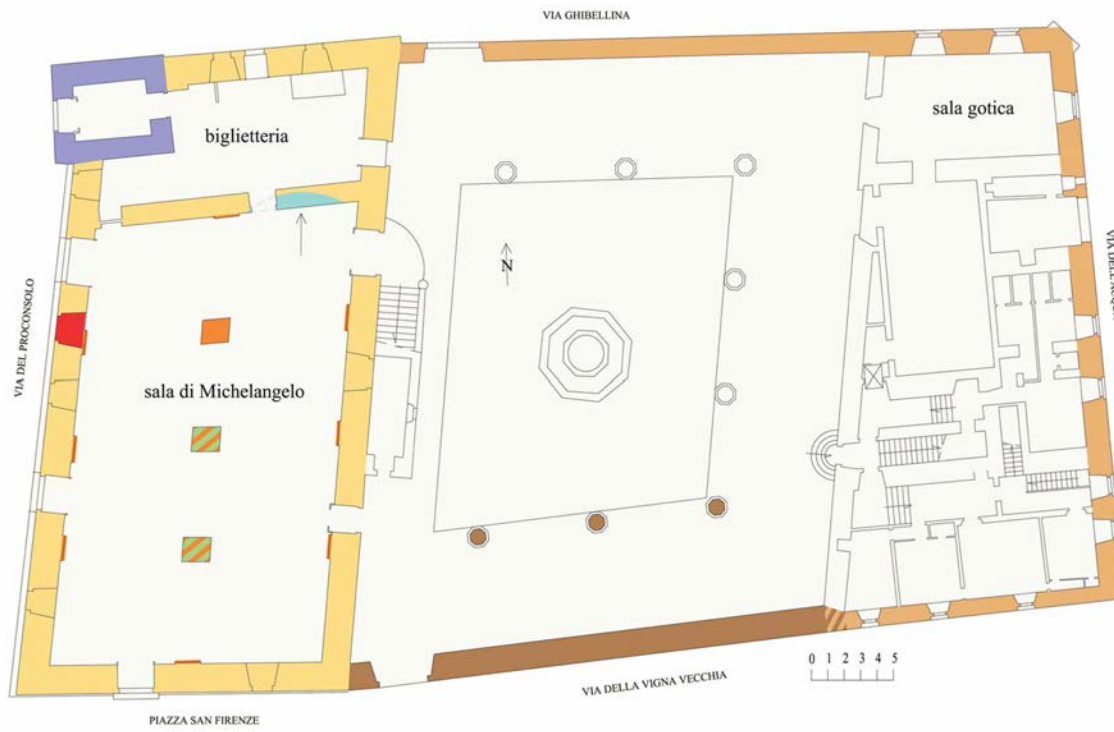 VIA GHIBELLINA
biglietteria
sala gotica
N
VIA DEL PROCONSOLO
sala di Michelangelo
0 1 2 3 4 5
VIA DELLA VIGNA VECCHIA
PIAZZA SAN FIRENZE